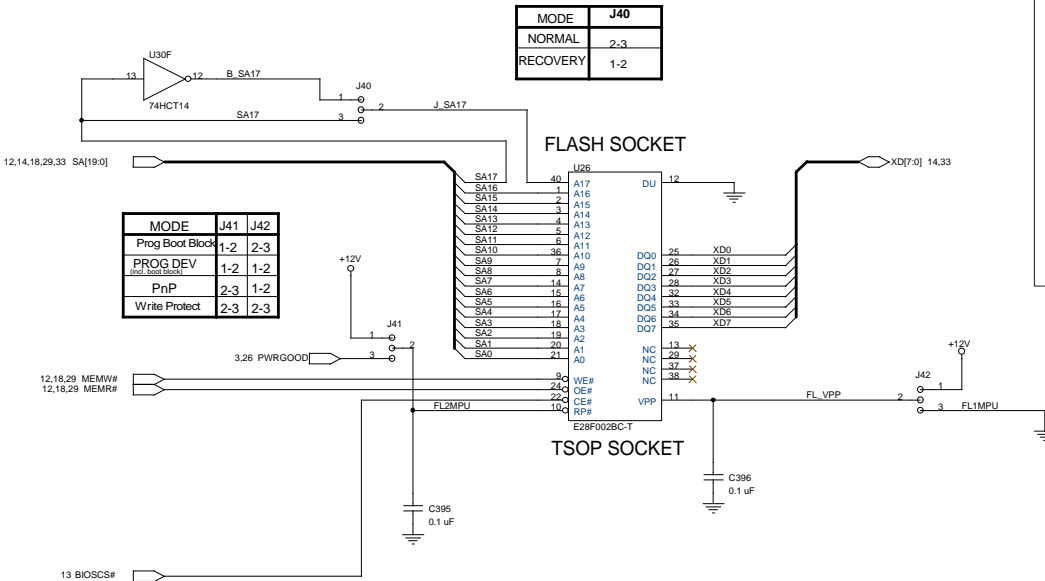 MODE J40
NORMAL 2-3
RECOVERY 1-2
U30F
13 12 B_SA17
74HCT14
J40
1
2 J_SA17
SA17 3
FLASH SOCKET
12,14,18,29,33 SA[19:0]
XD[7:0] 14,33
U26
SA17 40 A17 DU 12
SA16 1 A16
SA15 2 A15
SA14 3 A14
SA13 4 A13
SA12 5 A12
SA11 6 A11
SA10 36 A10 DQ0 25 XD0
SA9 7 A9 DQ1 26 XD1
SA8 8 A8 DQ2 27 XD2
SA7 14 A7 DQ3 28 XD3
SA6 15 A6 DQ4 32 XD4
SA5 16 A5 DQ5 33 XD5
SA4 17 A4 DQ6 34 XD6
SA3 18 A3 DQ7 35 XD7
SA2 19 A2
SA1 20 A1 NC 13
SA0 21 A0 NC 29
NC 37
NC 38
9 WE#
24 OE#
22 CE# VPP 11
10 RP#
E28F002BC-T
TSOP SOCKET
MODE J41 J42
Prog Boot Block 1-2 2-3
PROG DEV 1-2 1-2
(incl. boot block)
PnP 2-3 1-2
Write Protect 2-3 2-3
+12V
J41
1
2
3
3,26 PWRGOOD
12,18,29 MEMW#
12,18,29 MEMR#
FL2MPU
C395
0.1 uF
13 BIOSCS#
+12V
J42
1
FL_VPP 2
3 FL1MPU
C396
0.1 uF